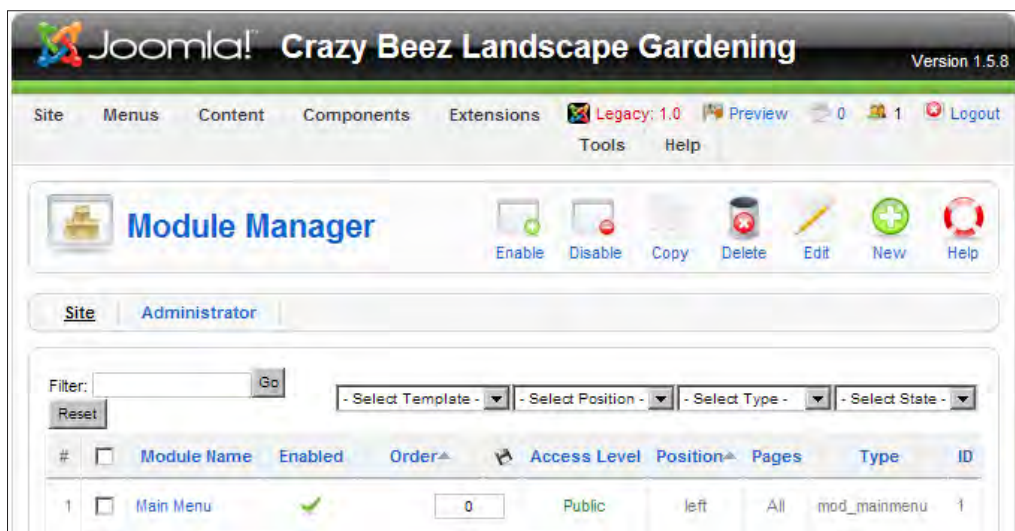 Joomla! Crazy Beez Landscape Gardening
Version 1.5.8
Site Menus Content Components Extensions Legacy: 1.0 Preview 0 1 Logout
Tools Help
Module Manager
Enable Disable Copy Delete Edit New Help
Site Administrator
Filter: Go
Reset
- Select Template - - Select Position - - Select Type - - Select State -
# Module Name Enabled Order Access Level Position Pages Type ID
1 Main Menu 0 Public left All mod_mainmenu 1